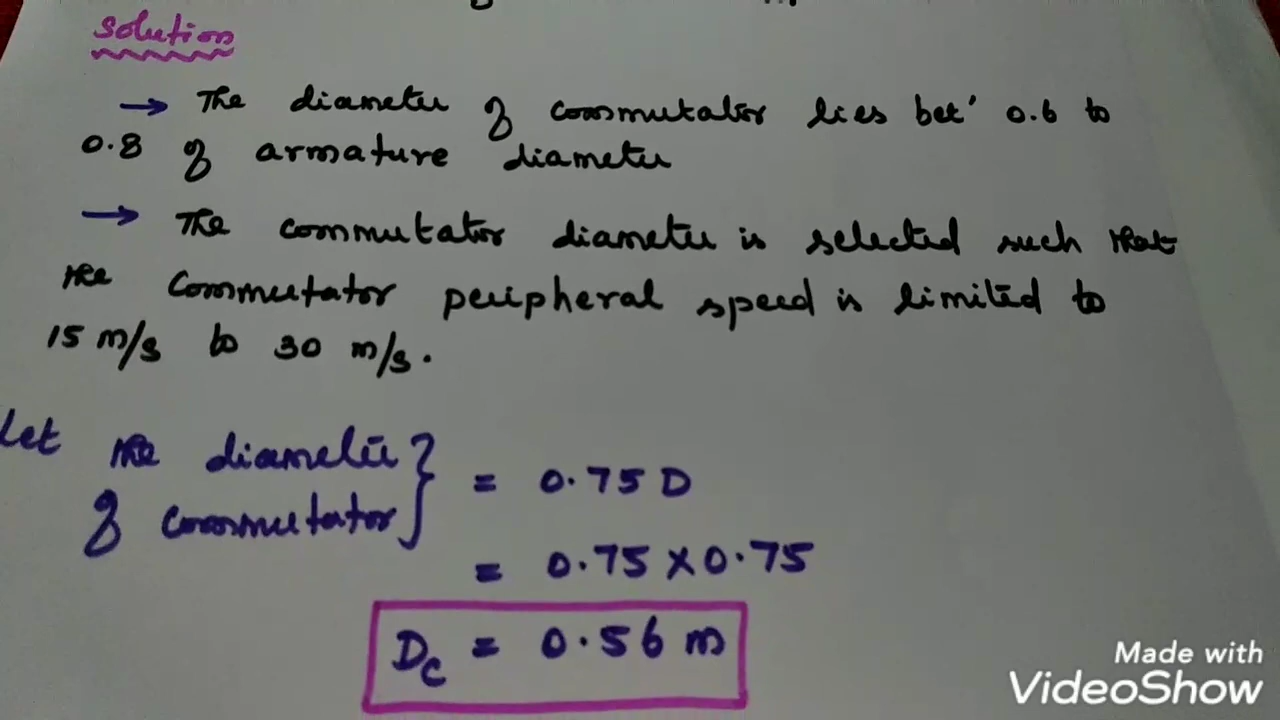 Solution
→ The diameter of commutator lies bet' 0.6 to
0.8 of armature diameter
→ The commutator diameter is selected such that
the commutator peripheral speed is limited to
15 m/s to 30 m/s.
Let the diameter
of commutator } = 0.75 D
= 0.75 × 0.75
Dc = 0.56 m
Made with
VideoShow